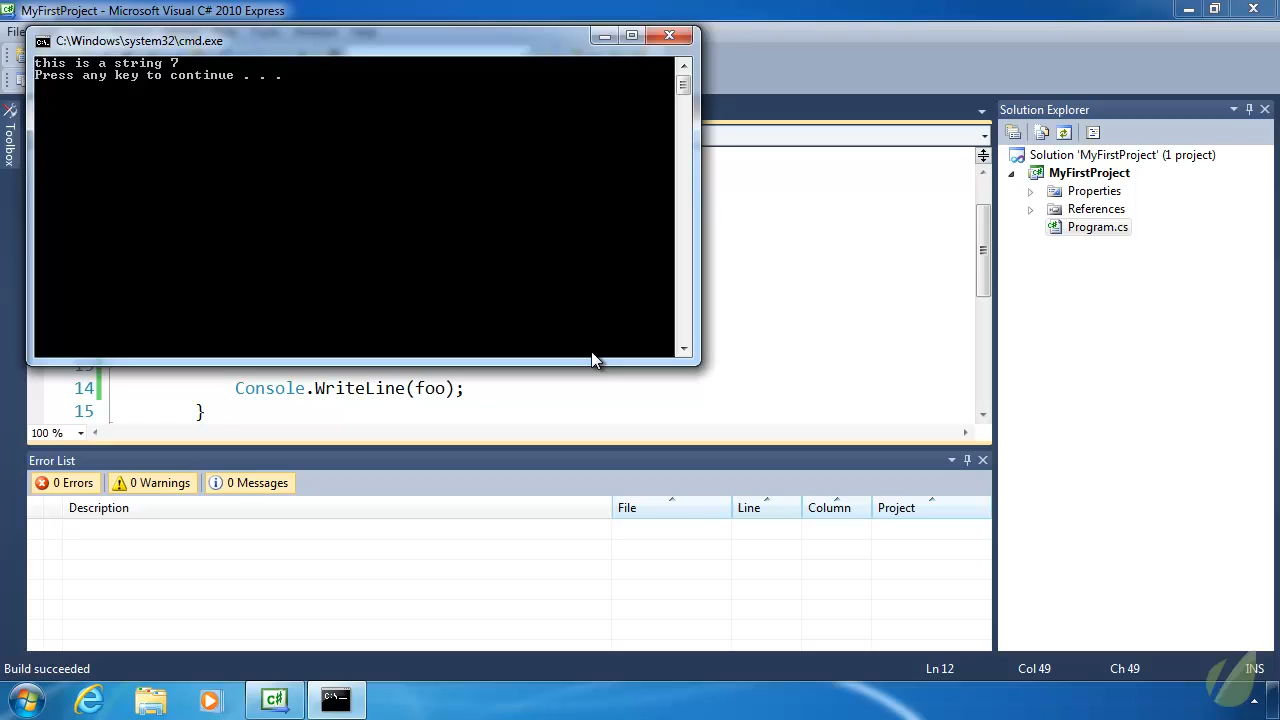 MyFirstProject - Microsoft Visual C# 2010 Express
C:\Windows\system32\cmd.exe
this is a string 7
Press any key to continue . . .
Toolbox
14 Console.WriteLine(foo);
15 }
100 %
Solution Explorer
Solution 'MyFirstProject' (1 project)
MyFirstProject
Properties
References
Program.cs
Error List
0 Errors
0 Warnings
0 Messages
Description File Line Column Project
Build succeeded Ln 12 Col 49 Ch 49 INS